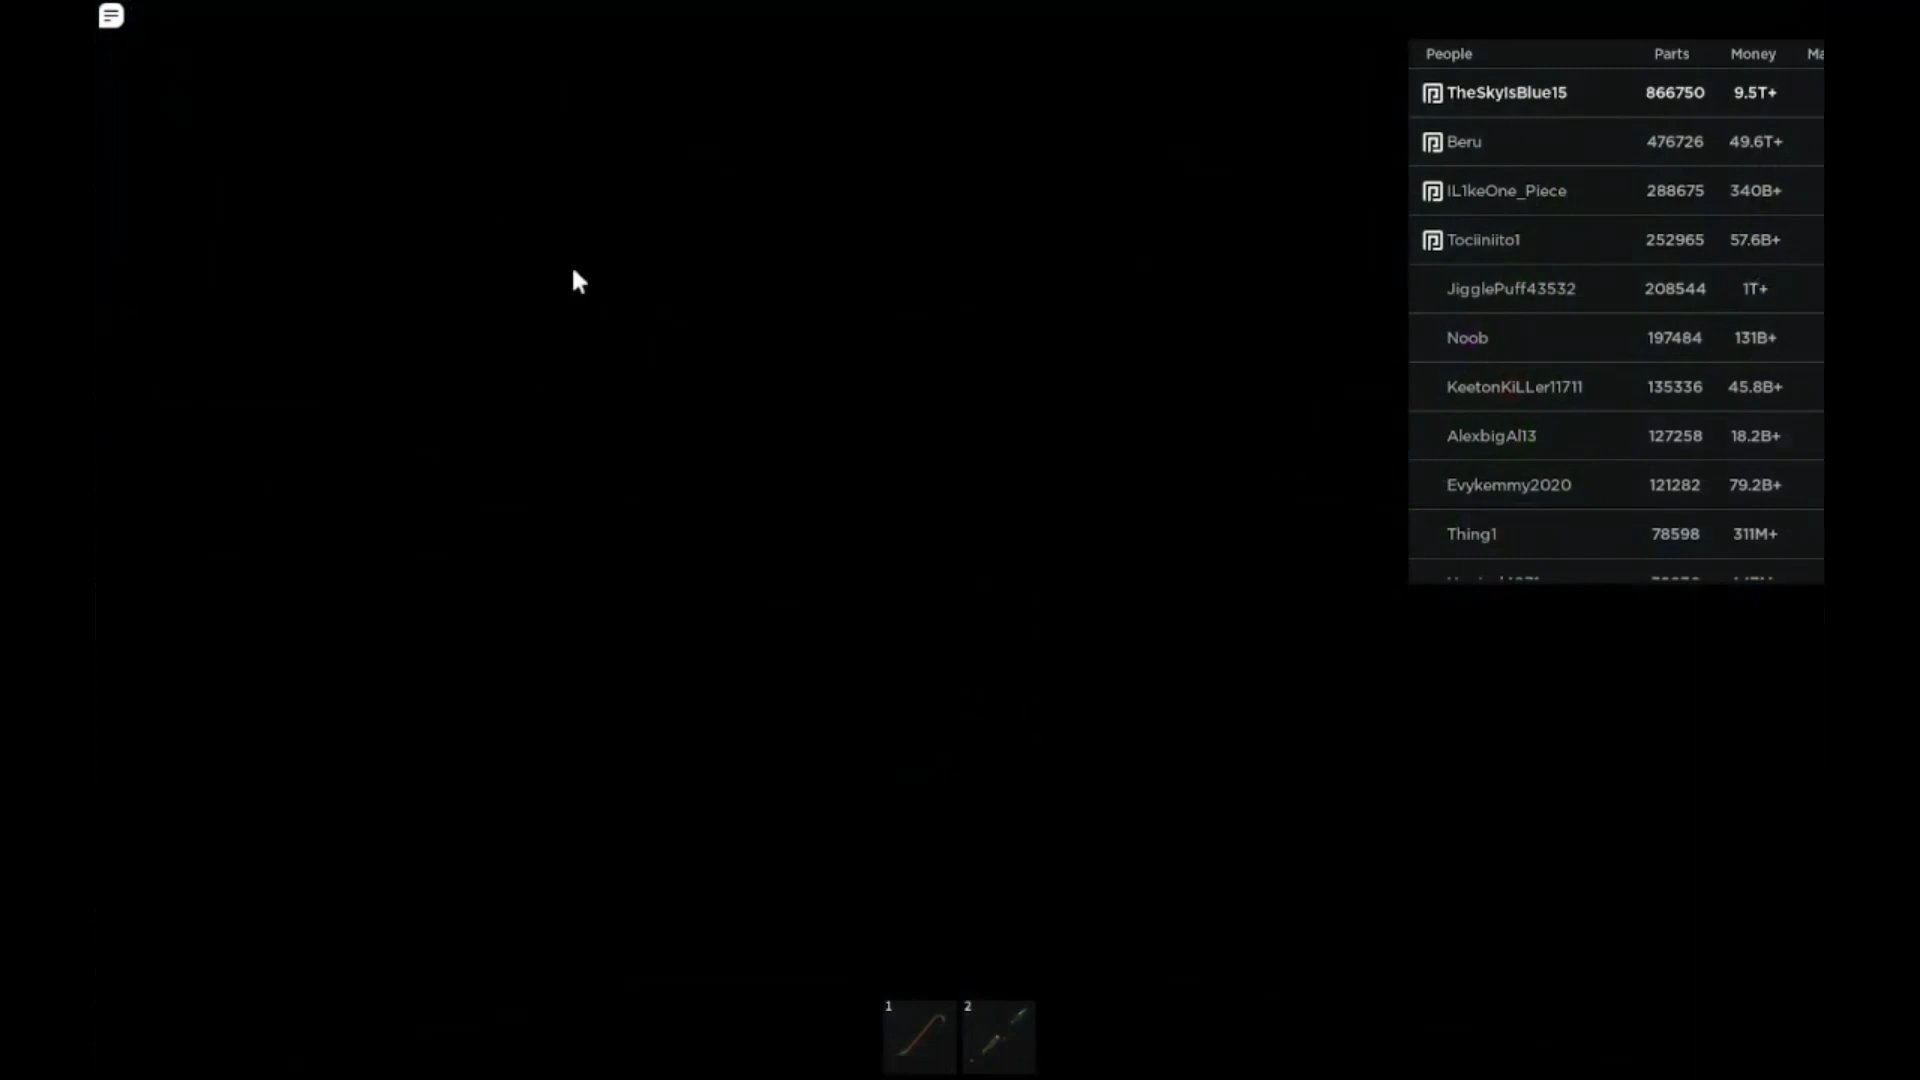 People Parts Money Ma
TheSkyIsBlue15 866750 9.5T+
Beru 476726 49.6T+
IL1keOne_Piece 288675 340B+
Tociiniito1 252965 57.6B+
JigglePuff43532 208544 1T+
Noob 197484 131B+
KeetonKiLLer11711 135336 45.8B+
AlexbigAl13 127258 18.2B+
Evykemmy2020 121282 79.2B+
Thing1 78598 311M+
1 2